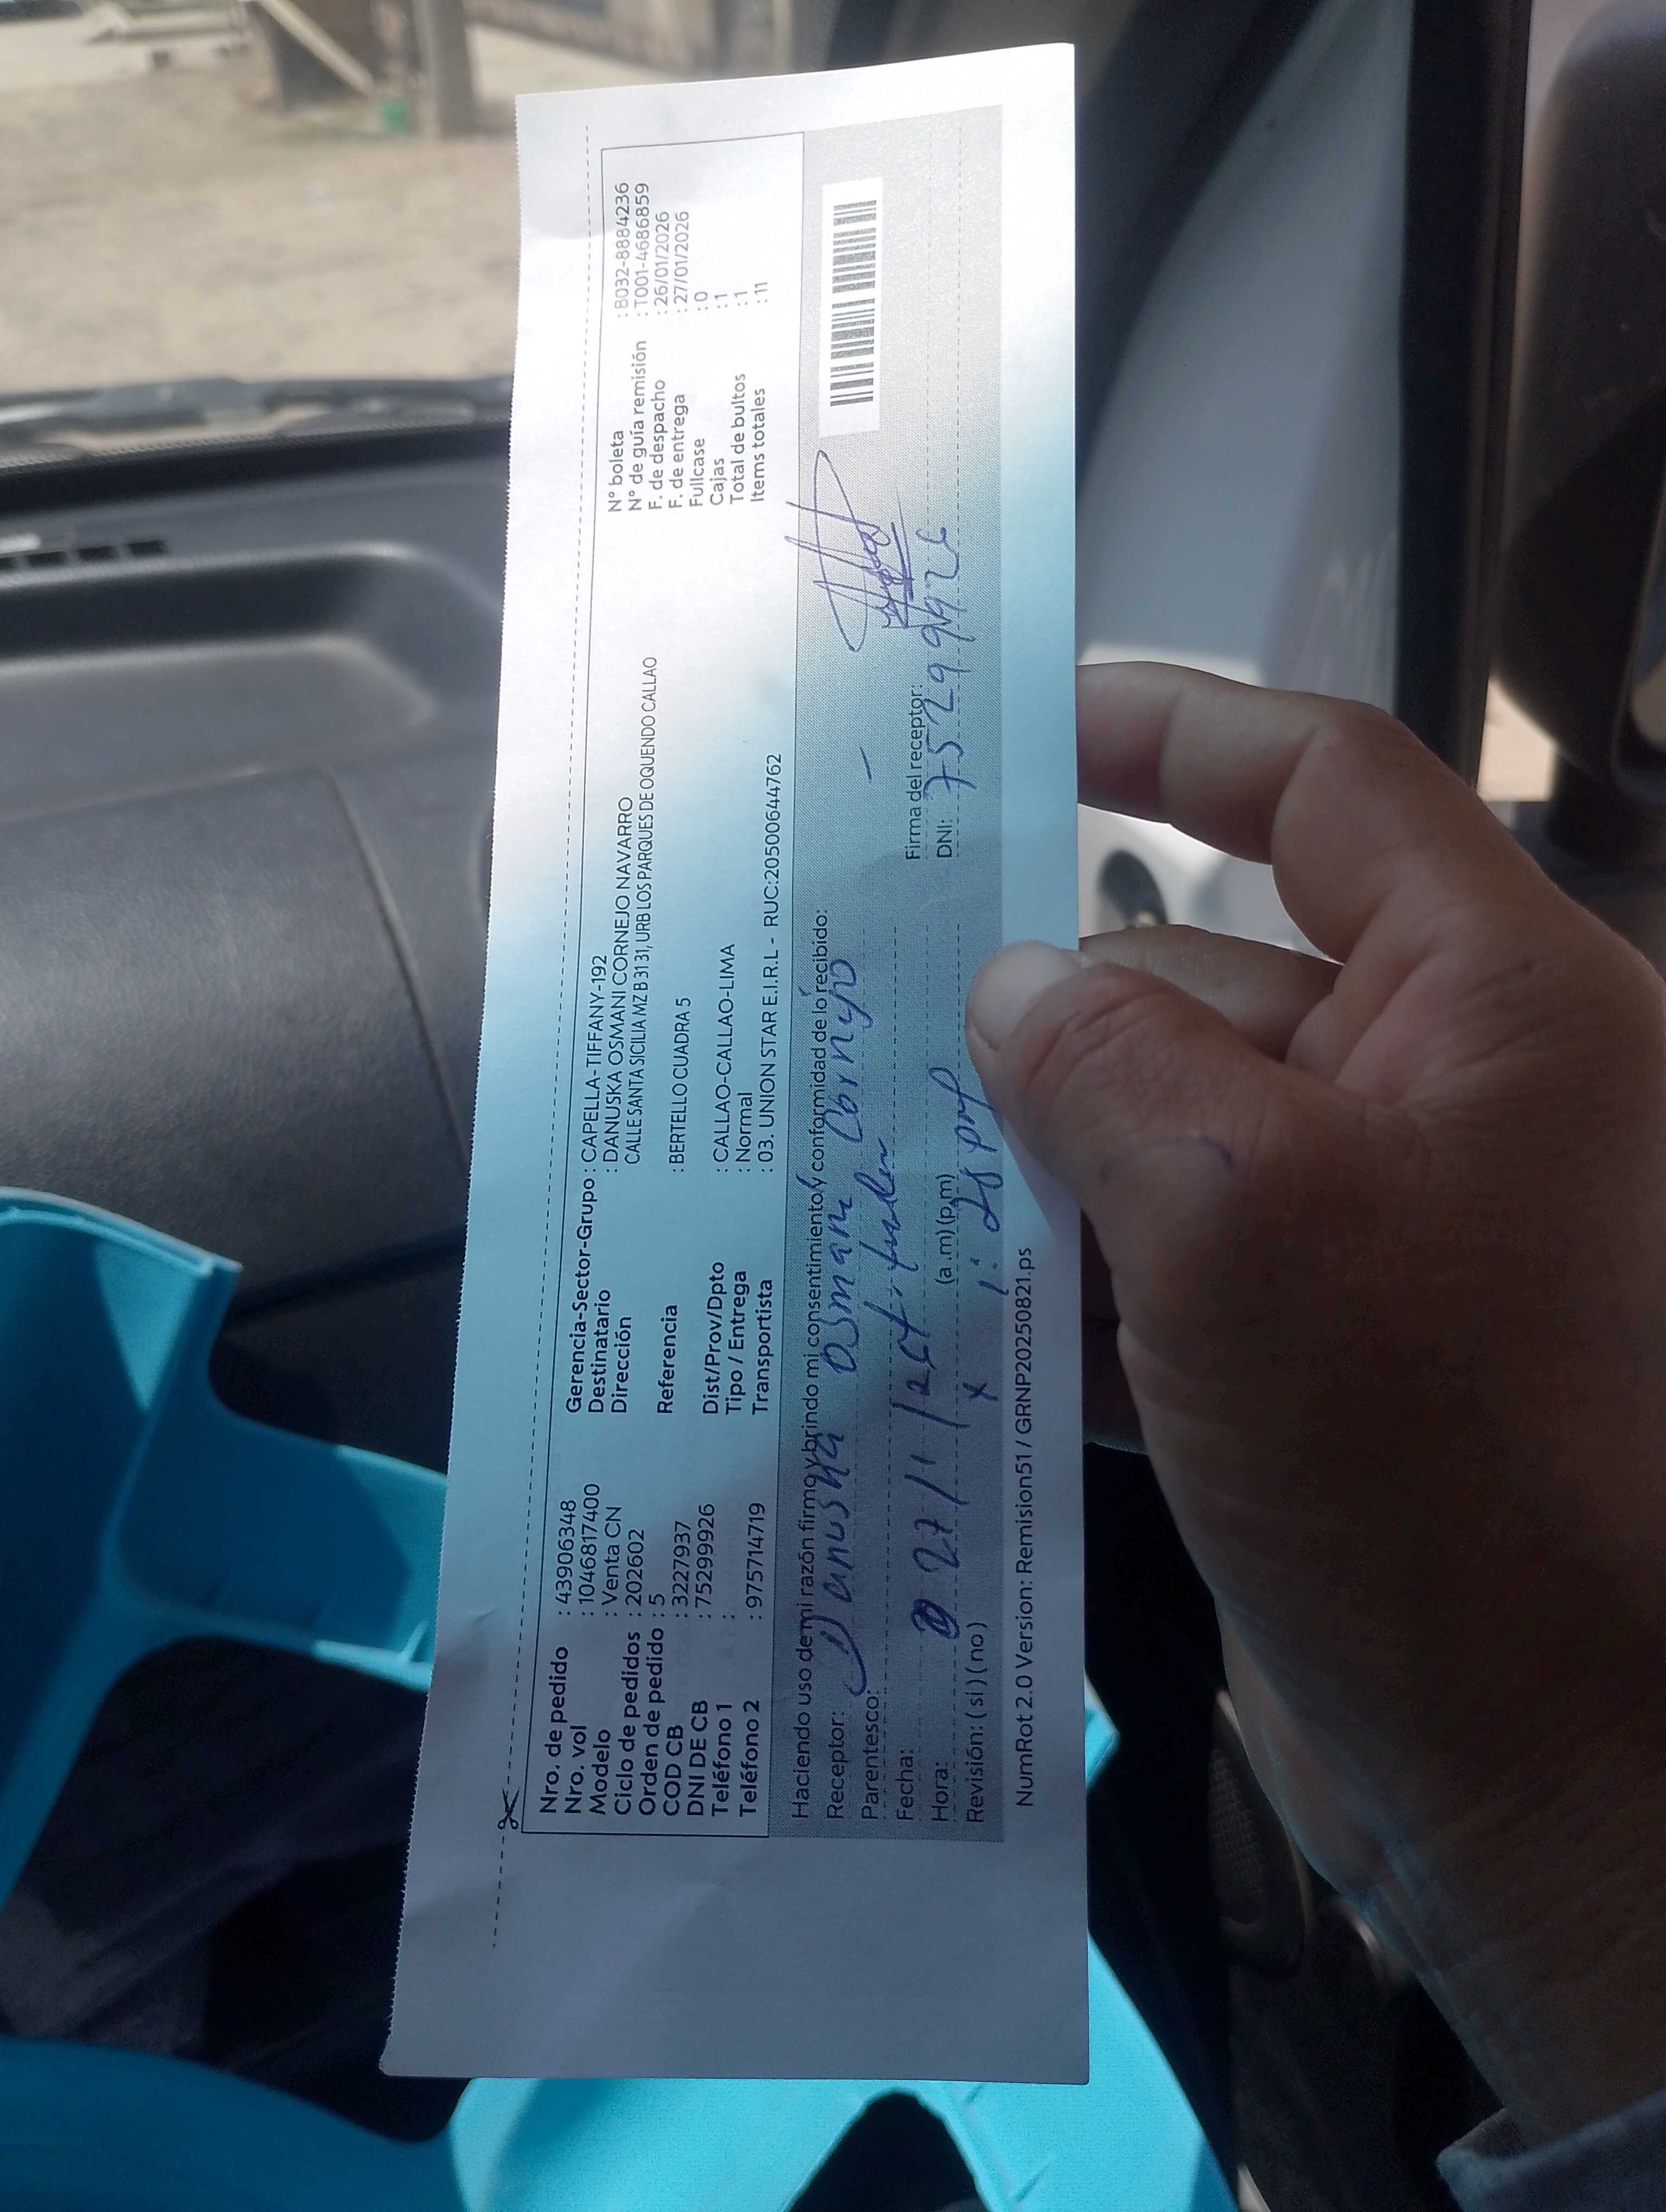 Nro. de pedido : 43906348
Nro. vol : 1046817400
Modelo : Venta CN
Ciclo de pedidos : 202602
Orden de pedido : 5
COD CB : 3227937
DNI DE CB : 75299926
Teléfono 1 :
Teléfono 2 : 975714719
Gerencia-Sector-Grupo : CAPELLA-TIFFANY-192
Destinatario : DANUSKA OSMANI CORNEJO NAVARRO
Dirección CALLE SANTA SICILIA MZ B3131,URB LOS PARQUES DE OQUENDO CALLAO
Referencia : BERTELLO CUADRA 5
Dist/Prov/Dpto : CALLAO-CALLAO-LIMA
Tipo / Entrega : Normal
Transportista : 03. UNION STAR E.I.R.L - RUC:20500644762
N° boleta : B032-8884236
N° de guía remisión : T001-4686859
F. de despacho : 26/01/2026
F. de entrega : 27/01/2026
Fullcase : 0
Cajas : 1
Total de bultos : 1
Items totales : 11
Haciendo uso de mi razón firmo y brindo mi consentimiento y conformidad de lo recibido:
Receptor: Danuska Osmani Cornejo
Parentesco:
Fecha: 27/1/26
Firma del receptor:
Hora: (a .m) (p.m)
DNI: 75299926
Revisión: ( si ) ( no )
NumRot 2.0 Version: Remision51 / GRNP20250821.ps